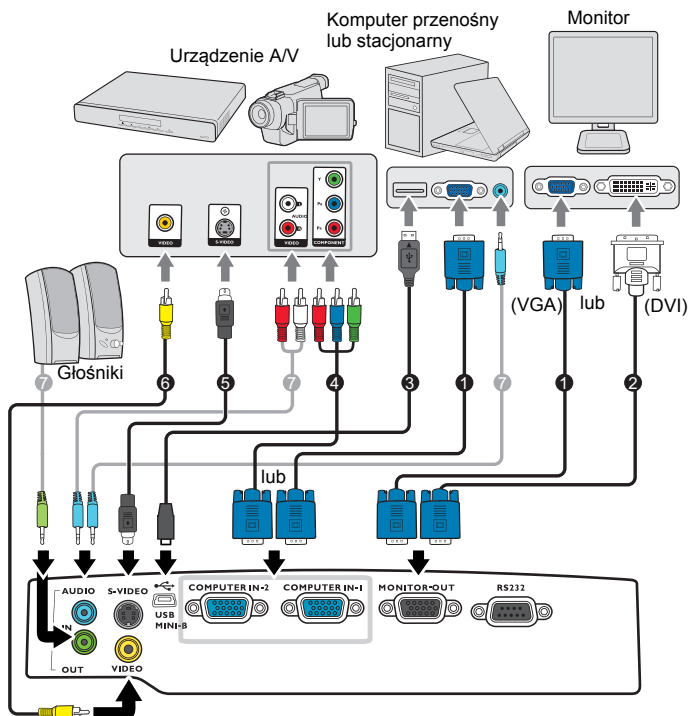 Komputer przenośny
lub stacjonarny
Monitor
Urządzenie A/V
Y
PB
PR
AUDIO
VIDEO
S-VIDEO
VIDEO
COMPONENT
(VGA)
lub
(DVI)
Głośniki
7
6
5
7
4
3
1
7
1
2
lub
AUDIO
S-VIDEO
COMPUTER IN-2
COMPUTER IN-1
MONITOR-OUT
RS232
USB
MINI-B
IN
OUT
VIDEO